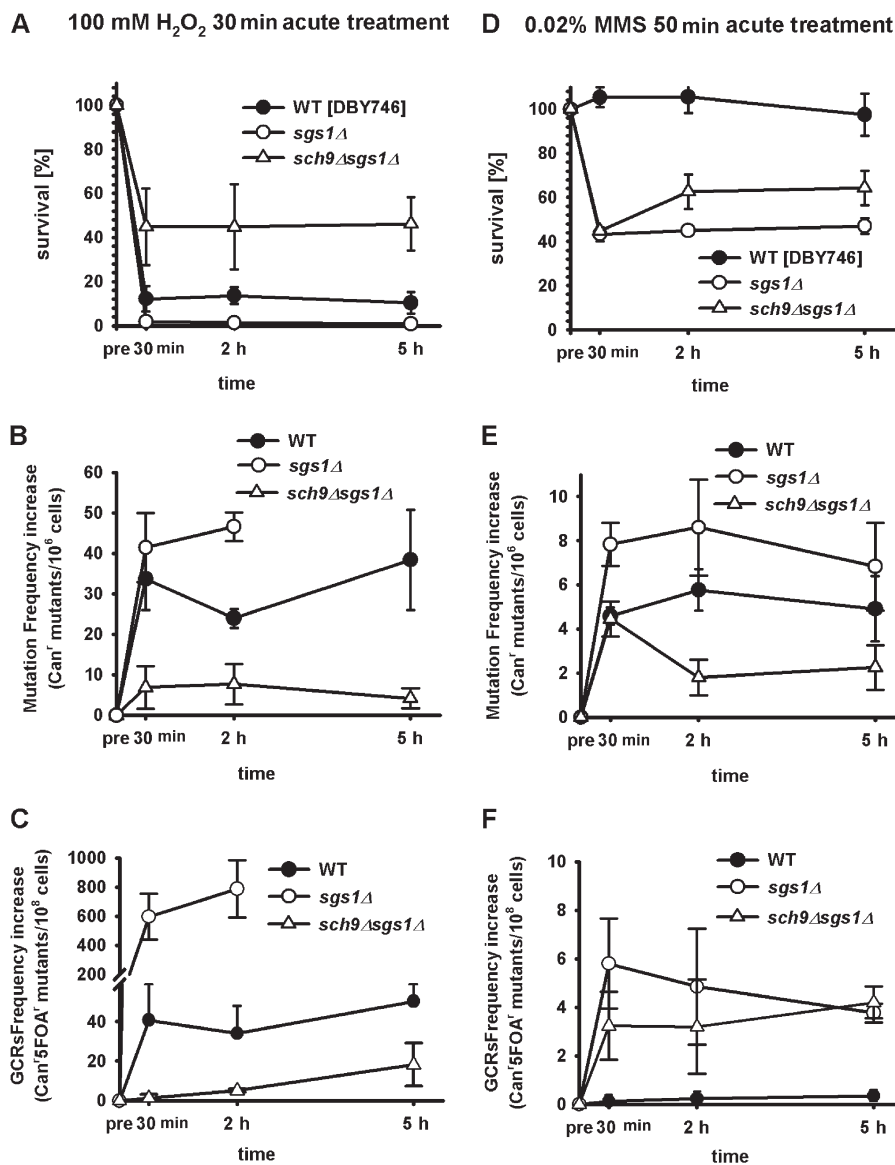 A 100 mM H₂O₂ 30 min acute treatment
survival [%]
100
80
60
40
20
0
WT [DBY746]
sgs1Δ
sch9Δsgs1Δ
pre 30 min 2 h 5 h
time
B
Mutation Frequency increase
(Canʳ mutants/10⁶ cells)
WT
sgs1Δ
sch9Δsgs1Δ
60
50
40
30
20
10
0
pre 30 min 2 h 5 h
time
C
GCRsFrequency increase
(Canʳ5FOAʳ mutants/10⁸ cells)
1000
800
600
400
200
40
20
0
WT
sgs1Δ
sch9Δsgs1Δ
pre 30 min 2 h 5 h
time
D 0.02% MMS 50 min acute treatment
survival [%]
100
80
60
40
20
0
WT [DBY746]
sgs1Δ
sch9Δsgs1Δ
pre 30 min 2 h 5 h
time
E
Mutation Frequency increase
(Canʳ mutants/10⁶ cells)
WT
sgs1Δ
sch9Δsgs1Δ
8
6
4
2
0
pre 30 min 2 h 5 h
time
F
GCRsFrequency increase
(Canʳ5FOAʳ mutants/10⁸ cells)
10
8
6
4
2
0
WT
sgs1Δ
sch9Δsgs1Δ
pre 30 min 2 h 5 h
time